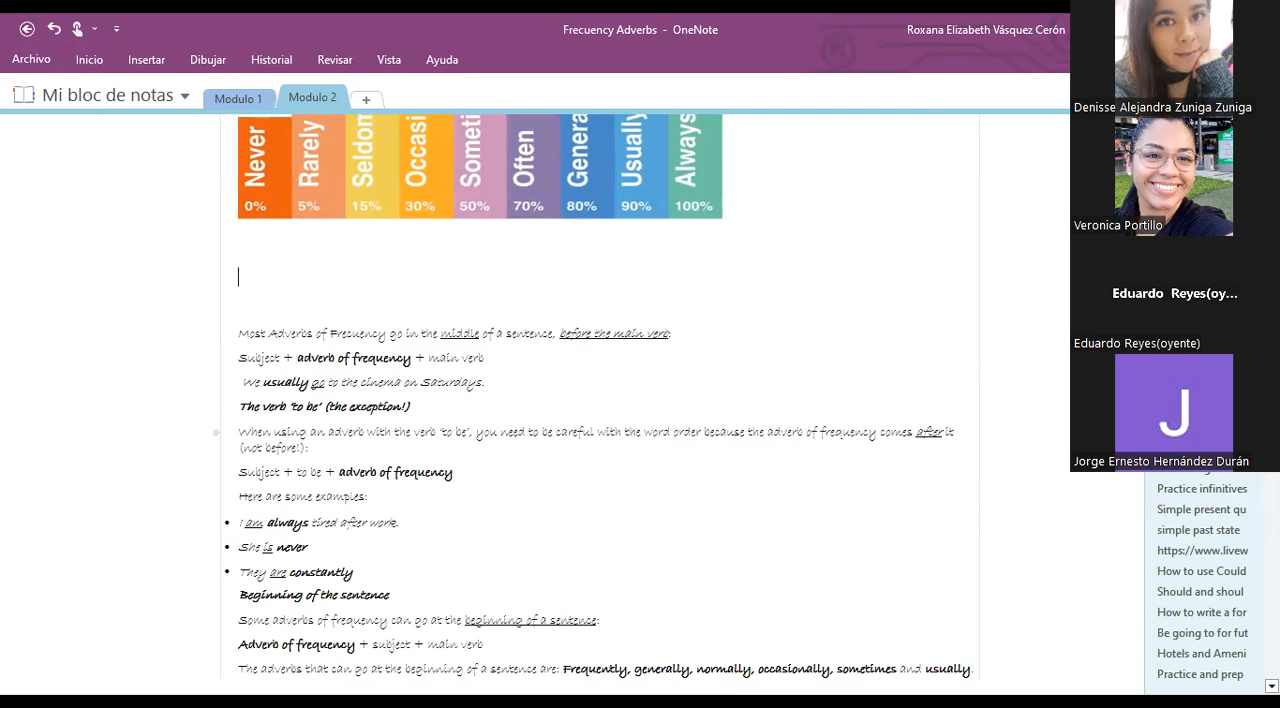 Frecuency Adverbs - OneNote
Roxana Elizabeth Vásquez Cerón
Archivo Inicio Insertar Dibujar Historial Revisar Vista Ayuda
Mi bloc de notas Modulo 1 Modulo 2 +
Never Rarely Seldom Occasi Someti Often Genera Usually Always
0% 5% 15% 30% 50% 70% 80% 90% 100%
Most Adverbs of Frecuency go in the middle of a sentence, before the main verb:
Subject + adverb of frequency + main verb
We usually go to the cinema on Saturdays.
The verb 'to be' (the exception!)
When using an adverb with the verb 'to be', you need to be careful with the word order because the adverb of frequency comes after it
(not before!):
Subject + to be + adverb of frequency
Here are some examples:
• I am always tired after work.
• She is never
• They are constantly
Beginning of the sentence
Some adverbs of frequency can go at the beginning of a sentence:
Adverb of frequency + subject + main verb
The adverbs that can go at the beginning of a sentence are: Frequently, generally, normally, occasionally, sometimes and usually.
Denisse Alejandra Zuniga Zuniga
Veronica Portillo
Eduardo Reyes(oy...
Eduardo Reyes(oyente)
J
Jorge Ernesto Hernández Durán
Practice infinitives
Simple present qu
simple past state
https://www.livew
How to use Could
Should and shoul
How to write a for
Be going to for fut
Hotels and Ameni
Practice and prep